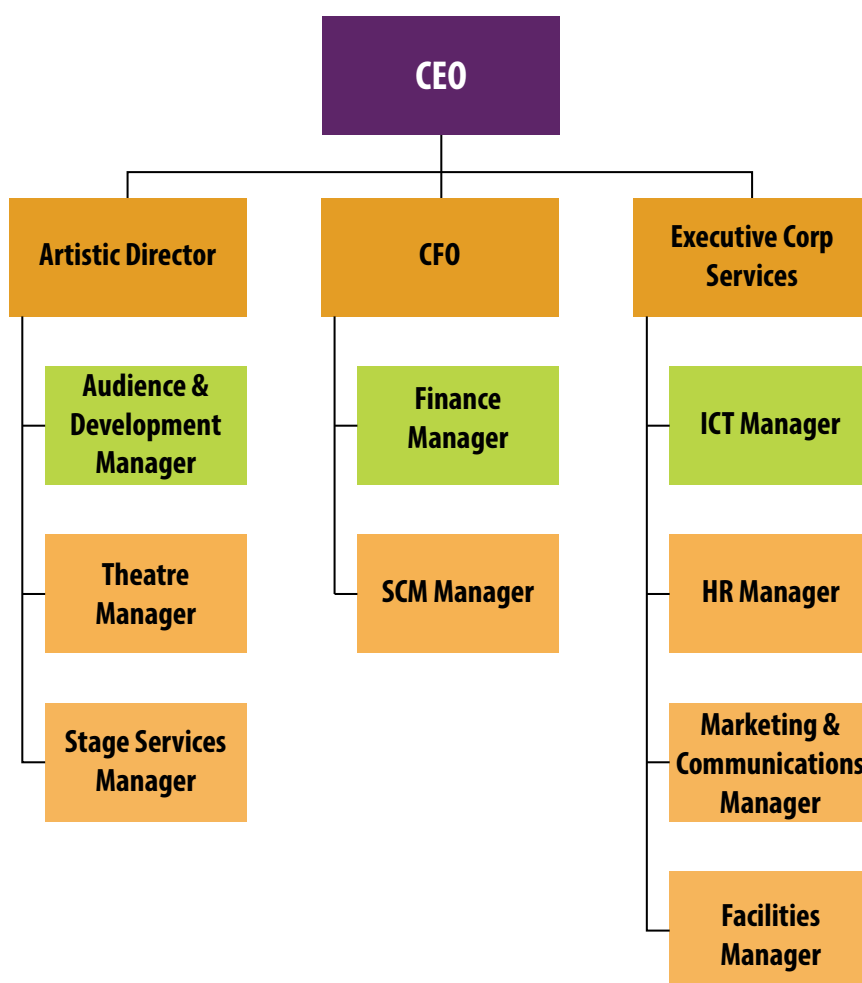 CEO
Artistic Director
CFO
Executive Corp
Services
Audience &
Development
Manager
Finance
Manager
ICT Manager
Theatre
Manager
SCM Manager
HR Manager
Stage Services
Manager
Marketing &
Communications
Manager
Facilities
Manager